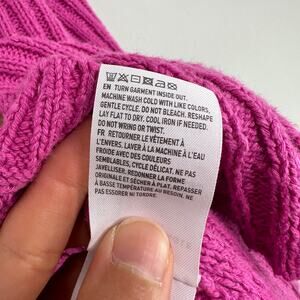 EN TURN GARMENT INSIDE OUT.
MACHINE WASH COLD WITH LIKE COLORS,
GENTLE CYCLE. DO NOT BLEACH. RESHAPE
LAY FLAT TO DRY. COOL IRON IF NEEDED.
DO NOT WRING OR TWIST.
FR RETOURNER LE VÊTEMENT À
L'ENVERS. LAVER À LA MACHINE À L'EAU
FROIDE AVEC DES COULEURS
SEMBLABLES, CYCLE DÉLICAT. NE PAS
JAVELLISER. REDONNER LA FORME
ORIGINALE ET SÉCHER À PLAT. REPASSER
À BASSE TEMPÉRATURE AU BESOIN. NE
PAS ESSORER NI TORDRE.